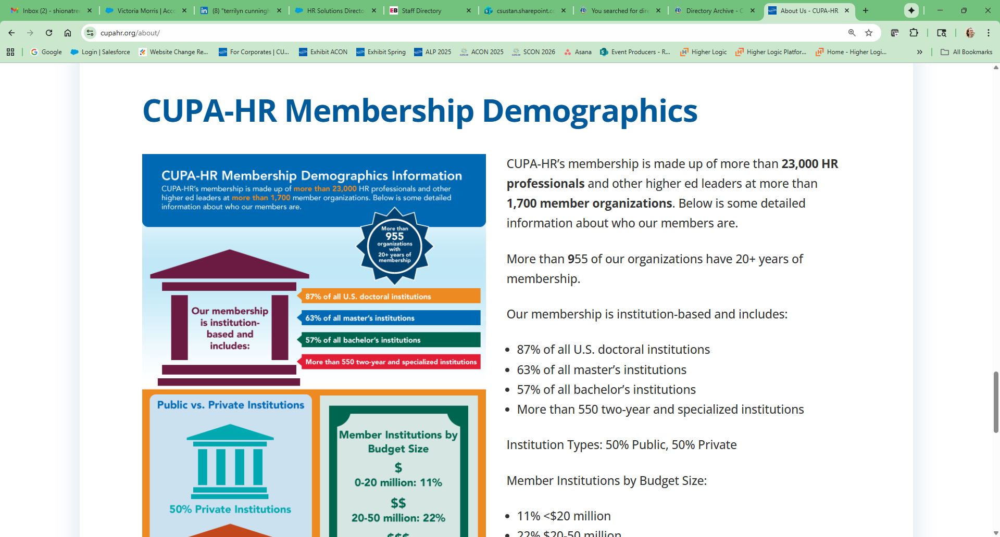 Inbox (2) - shionatree
Victoria Morris | Acco
(8) "terrilyn cunningh
HR Solutions Directo
EB Staff Directory
csustan.sharepoint.co
You searched for dire
Directory Archive - C
About Us - CUPA-HR
cupahr.org/about/
Google
Login | Salesforce
Website Change Re...
For Corporates | CU...
Exhibit ACON
Exhibit Spring
ALP 2025
ACON 2025
SCON 2026
Asana
Event Producers - R...
Higher Logic
Higher Logic Platfor...
Home - Higher Logi...
All Bookmarks
CUPA-HR Membership Demographics
CUPA-HR Membership Demographics Information
CUPA-HR's membership is made up of more than 23,000 HR professionals and other
higher ed leaders at more than 1,700 member organizations. Below is some detailed
information about who our members are.
More than
955
organizations
with
20+ years of
membership
Our membership
is institution-
based and
includes:
87% of all U.S. doctoral institutions
63% of all master's institutions
57% of all bachelor's institutions
More than 550 two-year and specialized institutions
Public vs. Private Institutions
50% Private Institutions
Member Institutions by
Budget Size
$
0-20 million: 11%
$$
20-50 million: 22%
$$$
CUPA-HR’s membership is made up of more than 23,000 HR
professionals and other higher ed leaders at more than
1,700 member organizations. Below is some detailed
information about who our members are.
More than 955 of our organizations have 20+ years of
membership.
Our membership is institution-based and includes:
• 87% of all U.S. doctoral institutions
• 63% of all master’s institutions
• 57% of all bachelor’s institutions
• More than 550 two-year and specialized institutions
Institution Types: 50% Public, 50% Private
Member Institutions by Budget Size:
• 11% <$20 million
• 22% $20-50 million